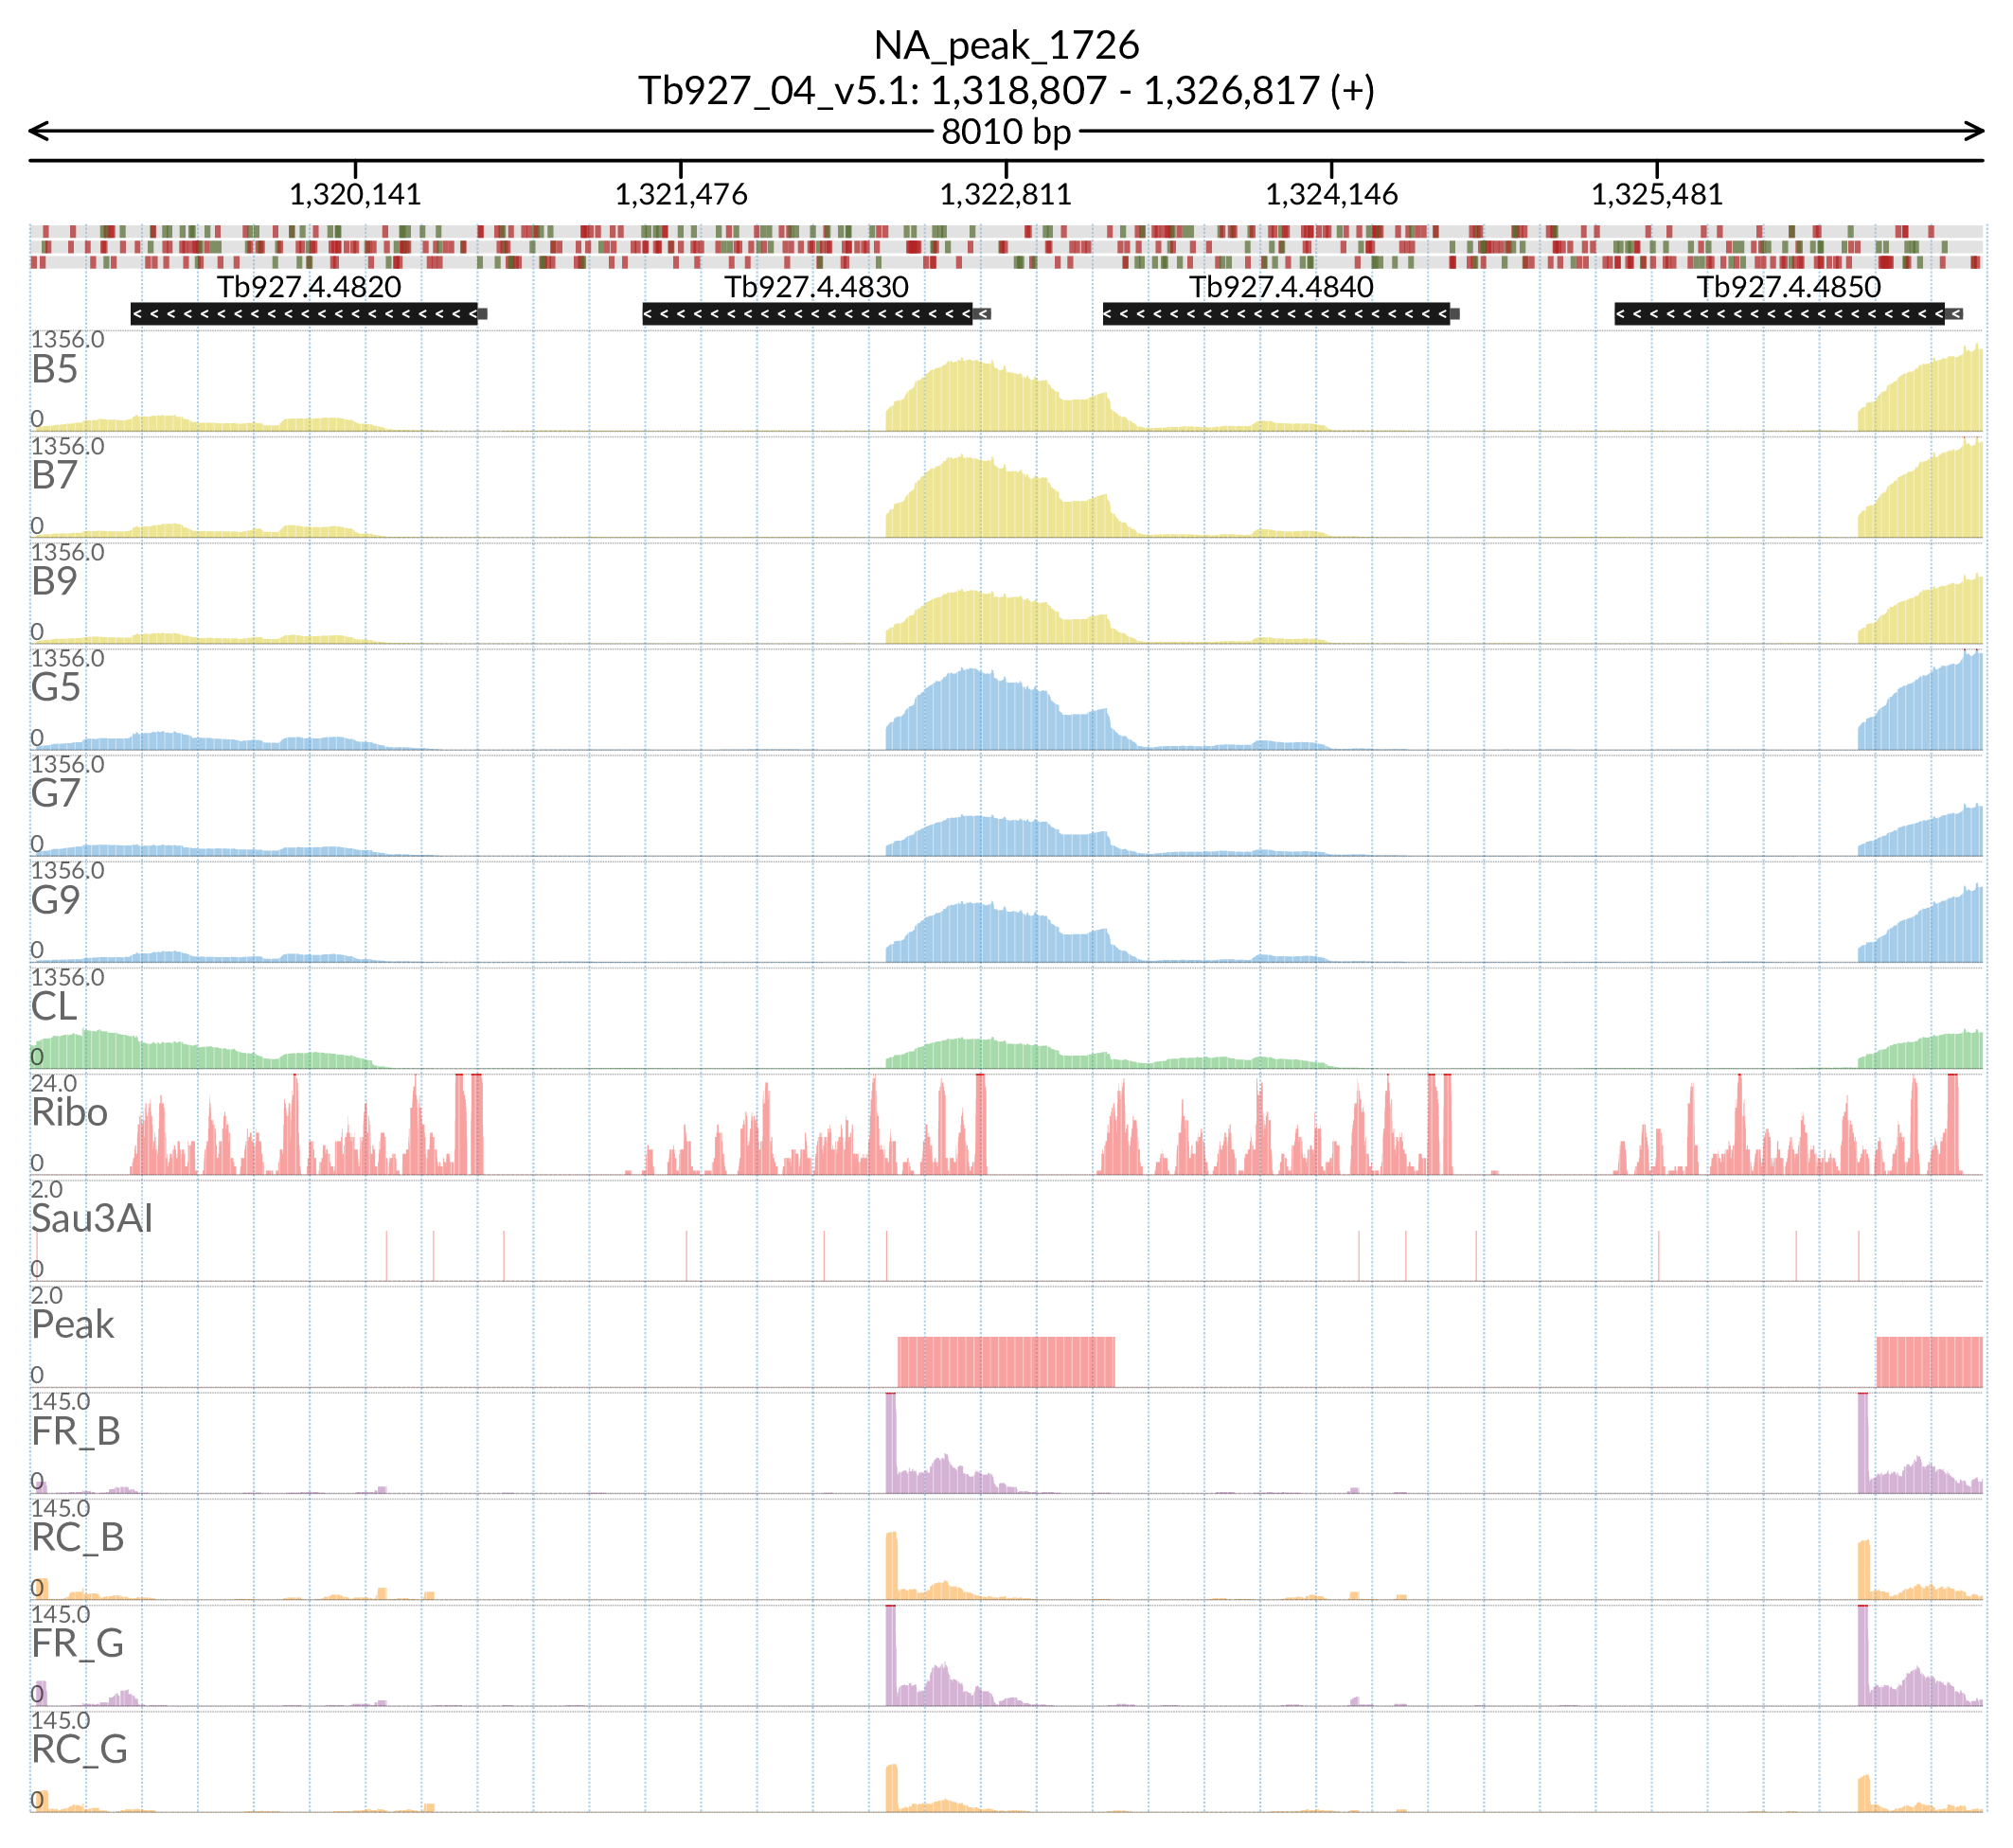 NA_peak_1726
Tb927_04_v5.1: 1,318,807 - 1,326,817 (+)
8010 bp
1,320,141 1,321,476 1,322,811 1,324,146 1,325,481
Tb927.4.4820 Tb927.4.4830 Tb927.4.4840 Tb927.4.4850
1356.0
B5
0
1356.0
B7
0
1356.0
B9
0
1356.0
G5
0
1356.0
G7
0
1356.0
G9
0
1356.0
CL
0
24.0
Ribo
0
2.0
Sau3AI
0
2.0
Peak
0
145.0
FR_B
0
145.0
RC_B
0
145.0
FR_G
0
145.0
RC_G
0